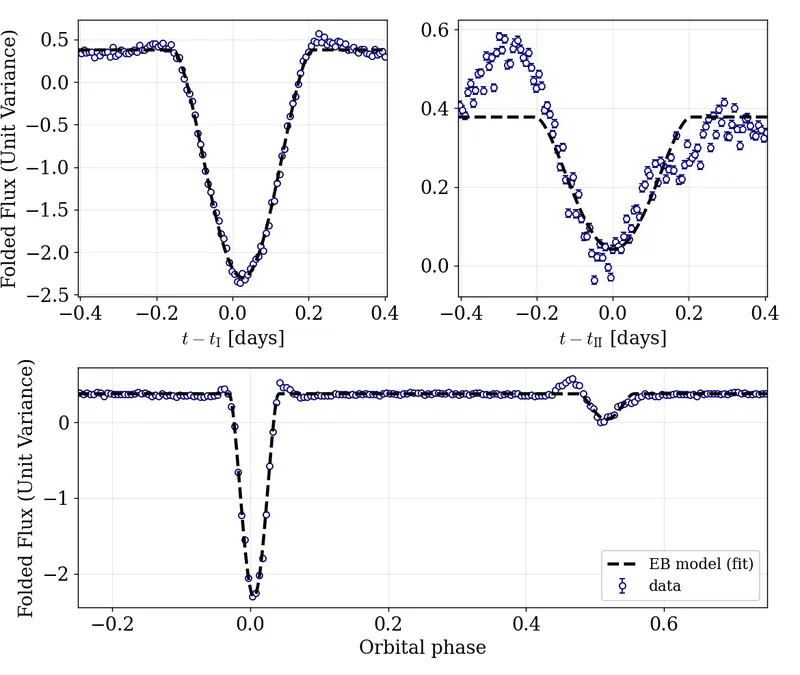 Folded Flux (Unit Variance)
0.5
0.0
−0.5
−1.0
−1.5
−2.0
−2.5
−0.4 −0.2 0.0 0.2 0.4
t − t_I [days]
0.6
0.4
0.2
0.0
−0.4 −0.2 0.0 0.2 0.4
t − t_II [days]
Folded Flux (Unit Variance)
0
−1
−2
−0.2 0.0 0.2 0.4 0.6
Orbital phase
EB model (fit)
data